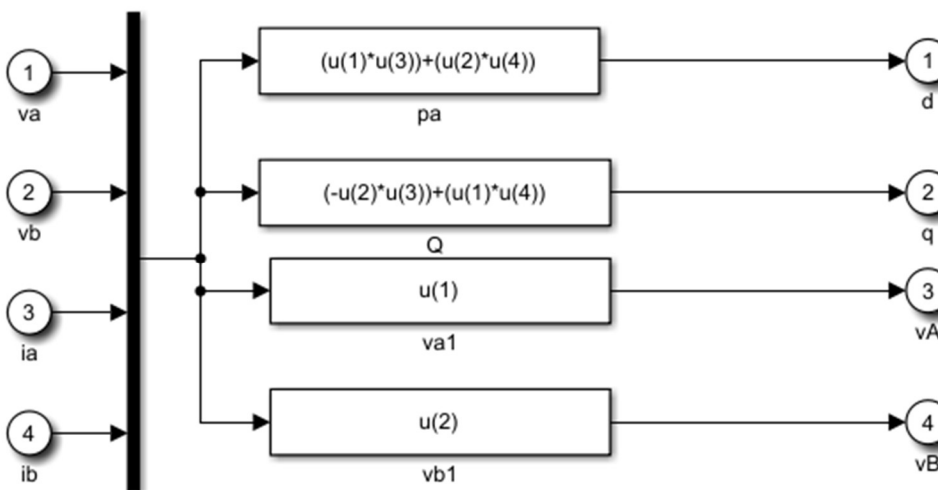 1
va
2
vb
3
ia
4
ib
(u(1)*u(3))+(u(2)*u(4))
pa
(-u(2)*u(3))+(u(1)*u(4))
Q
u(1)
va1
u(2)
vb1
1
d
2
q
3
vA
4
vB